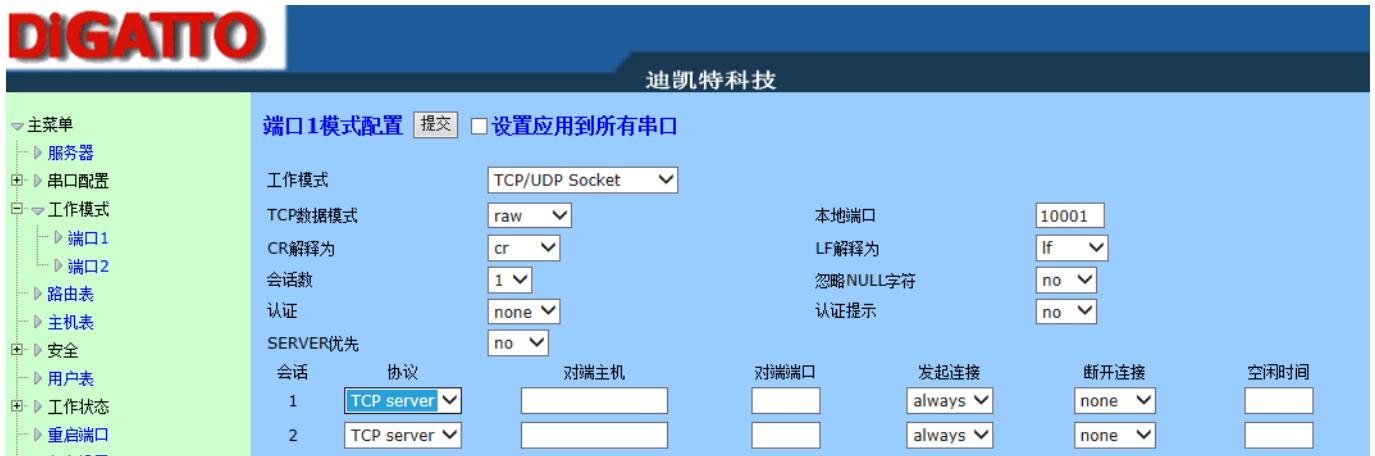 DiGATTO
迪凯特科技
主菜单
服务器
串口配置
工作模式
端口1
端口2
路由表
主机表
安全
用户表
工作状态
重启端口
端口1模式配置 提交 设置应用到所有串口
工作模式 TCP/UDP Socket
TCP数据模式 raw 本地端口 10001
CR解释为 cr LF解释为 lf
会话数 1 忽略NULL字符 no
认证 none 认证提示 no
SERVER优先 no
会话 协议 对端主机 对端端口 发起连接 断开连接 空闲时间
1 TCP server always none
2 TCP server always none